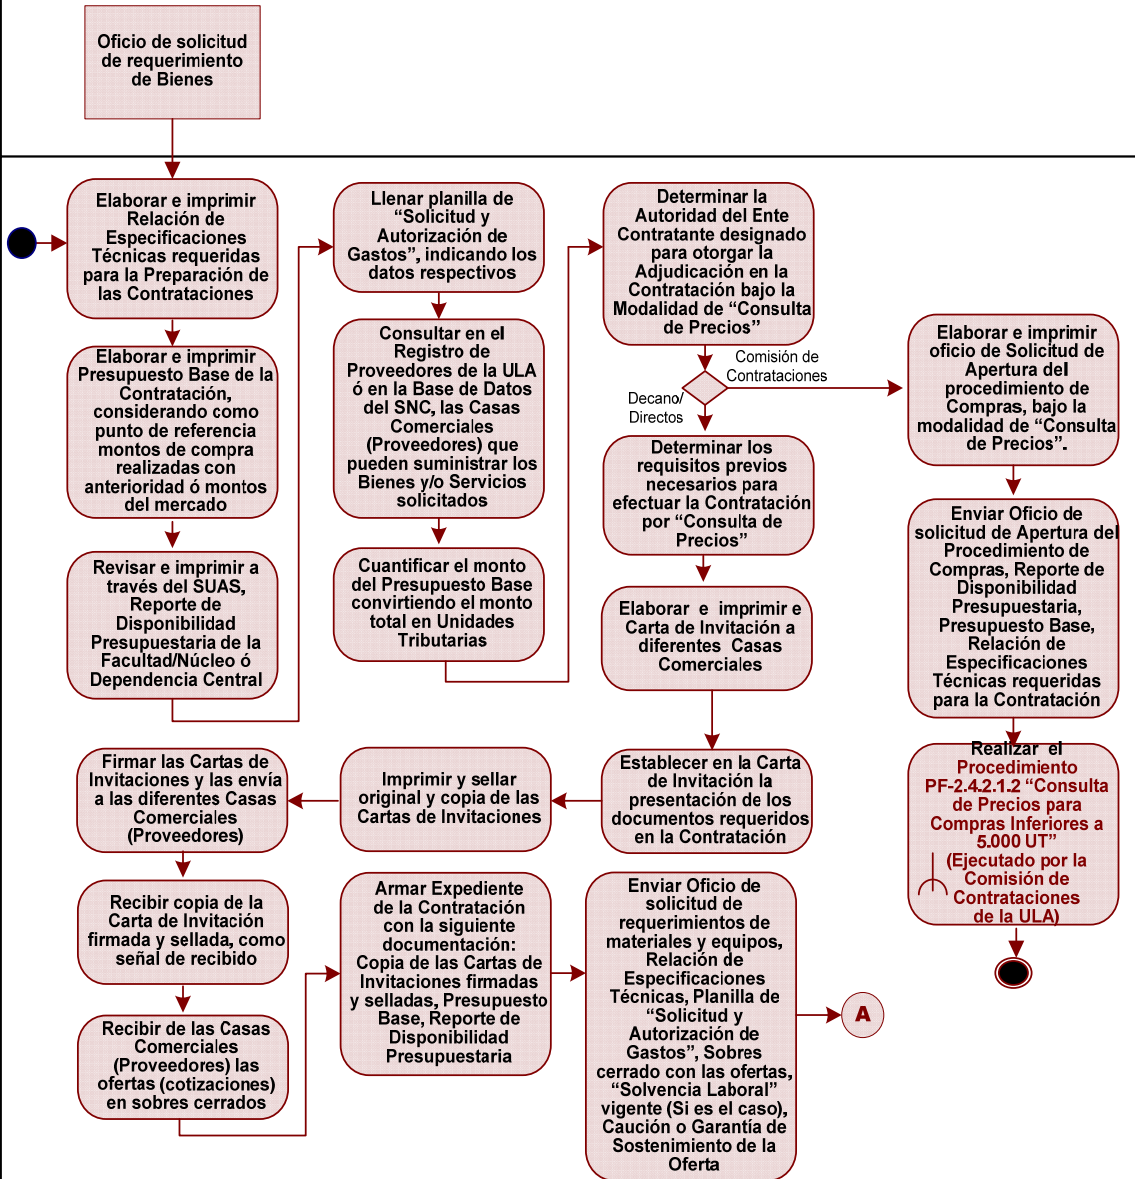 Oficio de solicitud
de requerimiento
de Bienes
Elaborar e imprimir
Relación de
Especificaciones
Técnicas requeridas
para la Preparación de
las Contrataciones
Elaborar e imprimir
Presupuesto Base de la
Contratación,
considerando como
punto de referencia
montos de compra
realizadas con
anterioridad ó montos
del mercado
Revisar e imprimir a
través del SUAS,
Reporte de
Disponibilidad
Presupuestaria de la
Facultad/Núcleo ó
Dependencia Central
Llenar planilla de
“Solicitud y
Autorización de
Gastos”, indicando los
datos respectivos
Consultar en el
Registro de
Proveedores de la ULA
ó en la Base de Datos
del SNC, las Casas
Comerciales
(Proveedores) que
pueden suministrar los
Bienes y/o Servicios
solicitados
Cuantificar el monto
del Presupuesto Base
convirtiendo el monto
total en Unidades
Tributarias
Determinar la
Autoridad del Ente
Contratante designado
para otorgar la
Adjudicación en la
Contratación bajo la
Modalidad de “Consulta
de Precios”
Comisión de
Contrataciones
Decano/
Directos
Determinar los
requisitos previos
necesarios para
efectuar la Contratación
por “Consulta de
Precios”
Elaborar e imprimir e
Carta de Invitación a
diferentes Casas
Comerciales
Establecer en la Carta
de Invitación la
presentación de los
documentos requeridos
en la Contratación
Imprimir y sellar
original y copia de las
Cartas de Invitaciones
Firmar las Cartas de
Invitaciones y las envía
a las diferentes Casas
Comerciales
(Proveedores)
Recibir copia de la
Carta de Invitación
firmada y sellada, como
señal de recibido
Recibir de las Casas
Comerciales
(Proveedores) las
ofertas (cotizaciones)
en sobres cerrados
Armar Expediente
de la Contratación
con la siguiente
documentación:
Copia de las Cartas de
Invitaciones firmadas
y selladas, Presupuesto
Base, Reporte de
Disponibilidad
Presupuestaria
Enviar Oficio de
solicitud de
requerimientos de
materiales y equipos,
Relación de
Especificaciones
Técnicas, Planilla de
“Solicitud y
Autorización de
Gastos”, Sobres
cerrado con las ofertas,
“Solvencia Laboral”
vigente (Si es el caso),
Caución o Garantía de
Sostenimiento de la
Oferta
A
Elaborar e imprimir
oficio de Solicitud de
Apertura del
procedimiento de
Compras, bajo la
modalidad de “Consulta
de Precios”.
Enviar Oficio de
solicitud de Apertura del
Procedimiento de
Compras, Reporte de
Disponibilidad
Presupuestaria,
Presupuesto Base,
Relación de
Especificaciones
Técnicas requeridas
para la Contratación
Realizar el
Procedimiento
PF-2.4.2.1.2 “Consulta
de Precios para
Compras Inferiores a
5.000 UT”
(Ejecutado por la
Comisión de
Contrataciones
de la ULA)